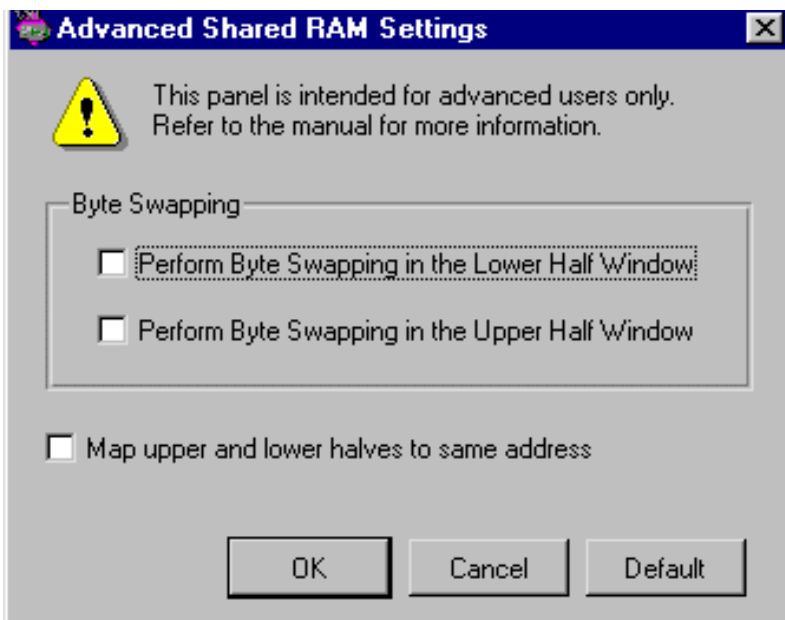 Advanced Shared RAM Settings
This panel is intended for advanced users only.
Refer to the manual for more information.
Byte Swapping
Perform Byte Swapping in the Lower Half Window
Perform Byte Swapping in the Upper Half Window
Map upper and lower halves to same address
OK Cancel Default